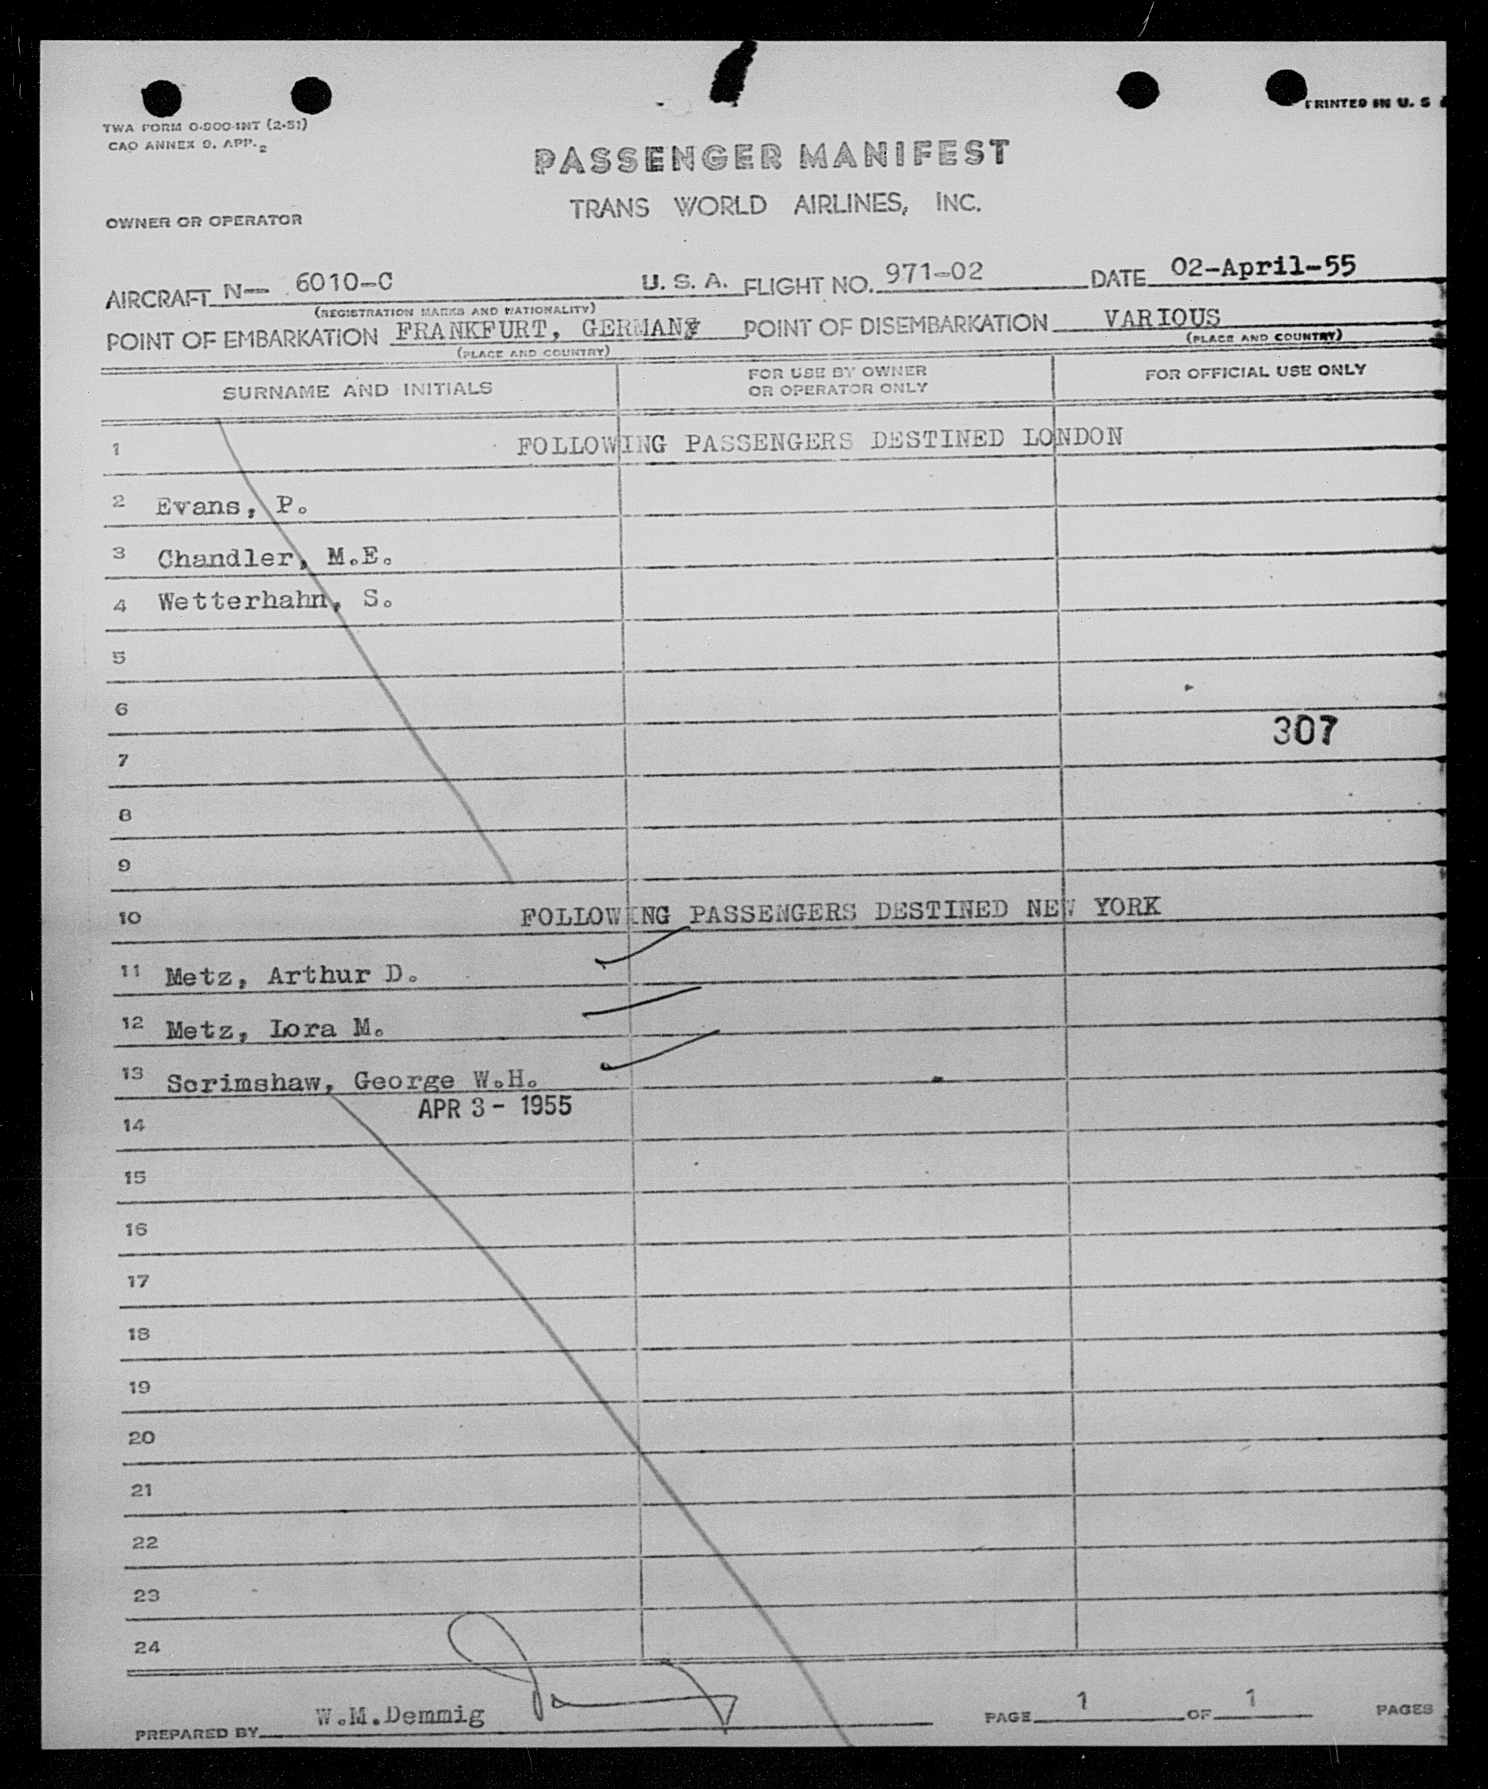 PRINTED IN U. S A
TWA FORM O-900-INT (2-51)
CAO ANNEX 9. APP. 2
PASSENGER MANIFEST
TRANS WORLD AIRLINES, INC.
OWNER OR OPERATOR
AIRCRAFT N— 6010-C U. S. A. FLIGHT NO. 971-02 DATE 02-April-55
(REGISTRATION MARKS AND NATIONALITY)
POINT OF EMBARKATION FRANKFURT, GERMANY POINT OF DISEMBARKATION VARIOUS
(PLACE AND COUNTRY) (PLACE AND COUNTRY)
SURNAME AND INITIALS FOR USE BY OWNER OR OPERATOR ONLY FOR OFFICIAL USE ONLY
1 FOLLOWING PASSENGERS DESTINED LONDON
2 Evans, P.
3 Chandler, M.E.
4 Wetterhahn, S.
5
6
307
7
8
9
10 FOLLOWING PASSENGERS DESTINED NEW YORK
11 Metz, Arthur D.
12 Metz, Lora M.
13 Scrimshaw, George W.H.
APR 3 - 1955
14
15
16
17
18
19
20
21
22
23
24
PREPARED BY W.M.Demmig PAGE 1 OF 1 PAGES